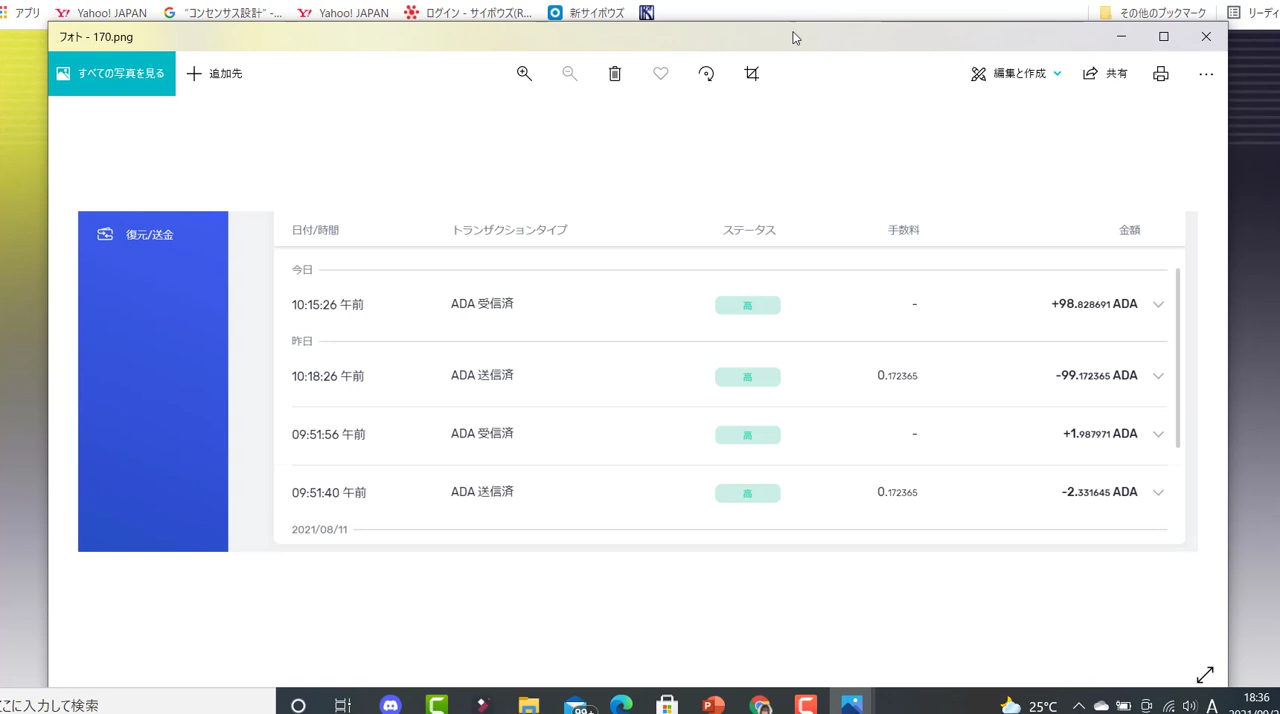 アプリ Yahoo! JAPAN "コンセンサス設計" -... Yahoo! JAPAN ログイン - サイボウズ(R... 新サイボウズ その他のブックマーク リーディ
フォト - 170.png
すべての写真を見る 追加先 編集と作成 共有
復元/送金
日付/時間 トランザクションタイプ ステータス 手数料 金額
今日
10:15:26 午前 ADA 受信済 高 - +98.828691 ADA
昨日
10:18:26 午前 ADA 送信済 高 0.172365 -99.172365 ADA
09:51:56 午前 ADA 受信済 高 - +1.987971 ADA
09:51:40 午前 ADA 送信済 高 0.172365 -2.331645 ADA
2021/08/11
ここに入力して検索 99+ 25°C A 18:36